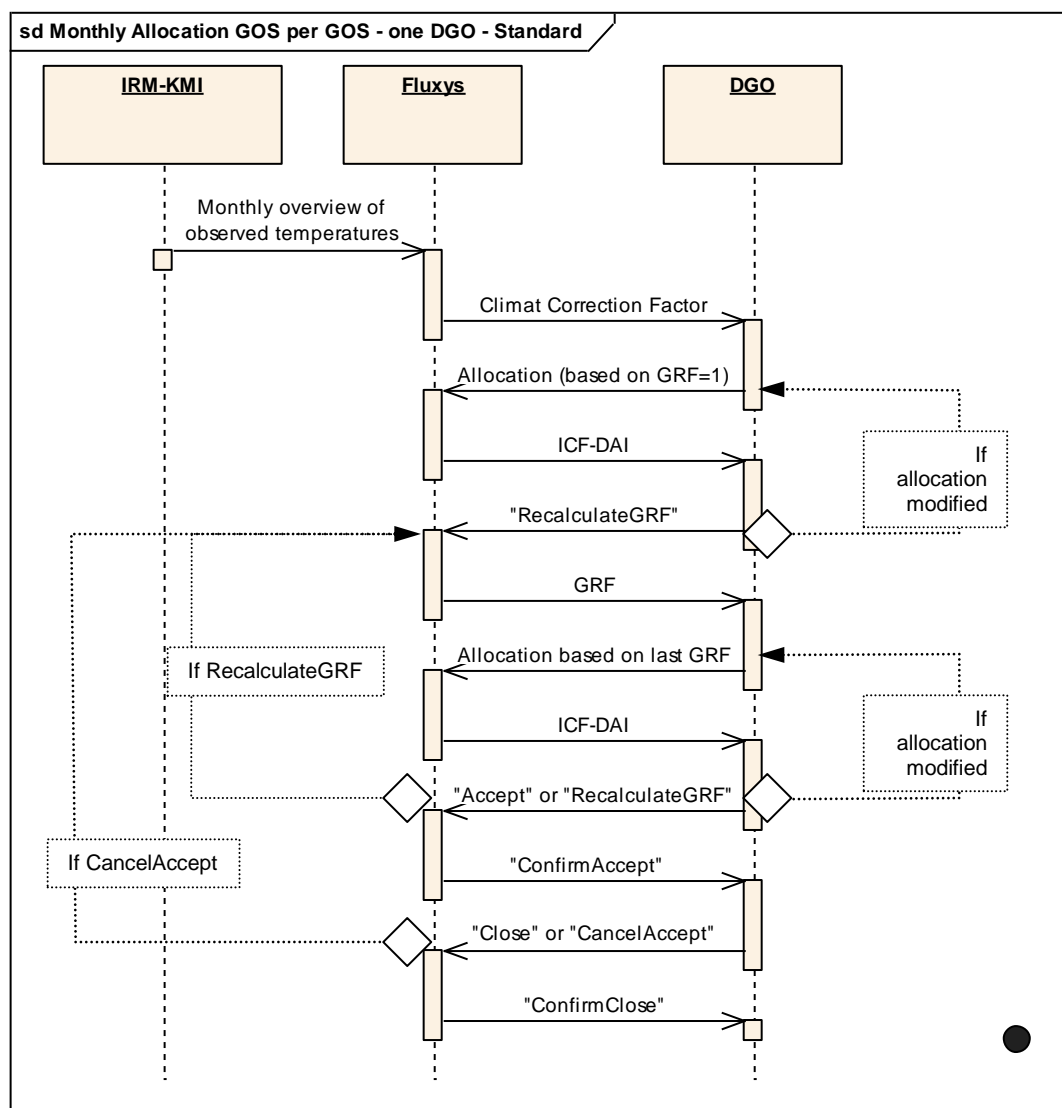 sd Monthly Allocation GOS per GOS - one DGO - Standard
IRM-KMI
Fluxys
DGO
Monthly overview of
observed temperatures
Climat Correction Factor
Allocation (based on GRF=1)
If
allocation
modified
ICF-DAI
"RecalculateGRF"
GRF
Allocation based on last GRF
If RecalculateGRF
ICF-DAI
If
allocation
modified
"Accept" or "RecalculateGRF"
If CancelAccept
"ConfirmAccept"
"Close" or "CancelAccept"
"ConfirmClose"